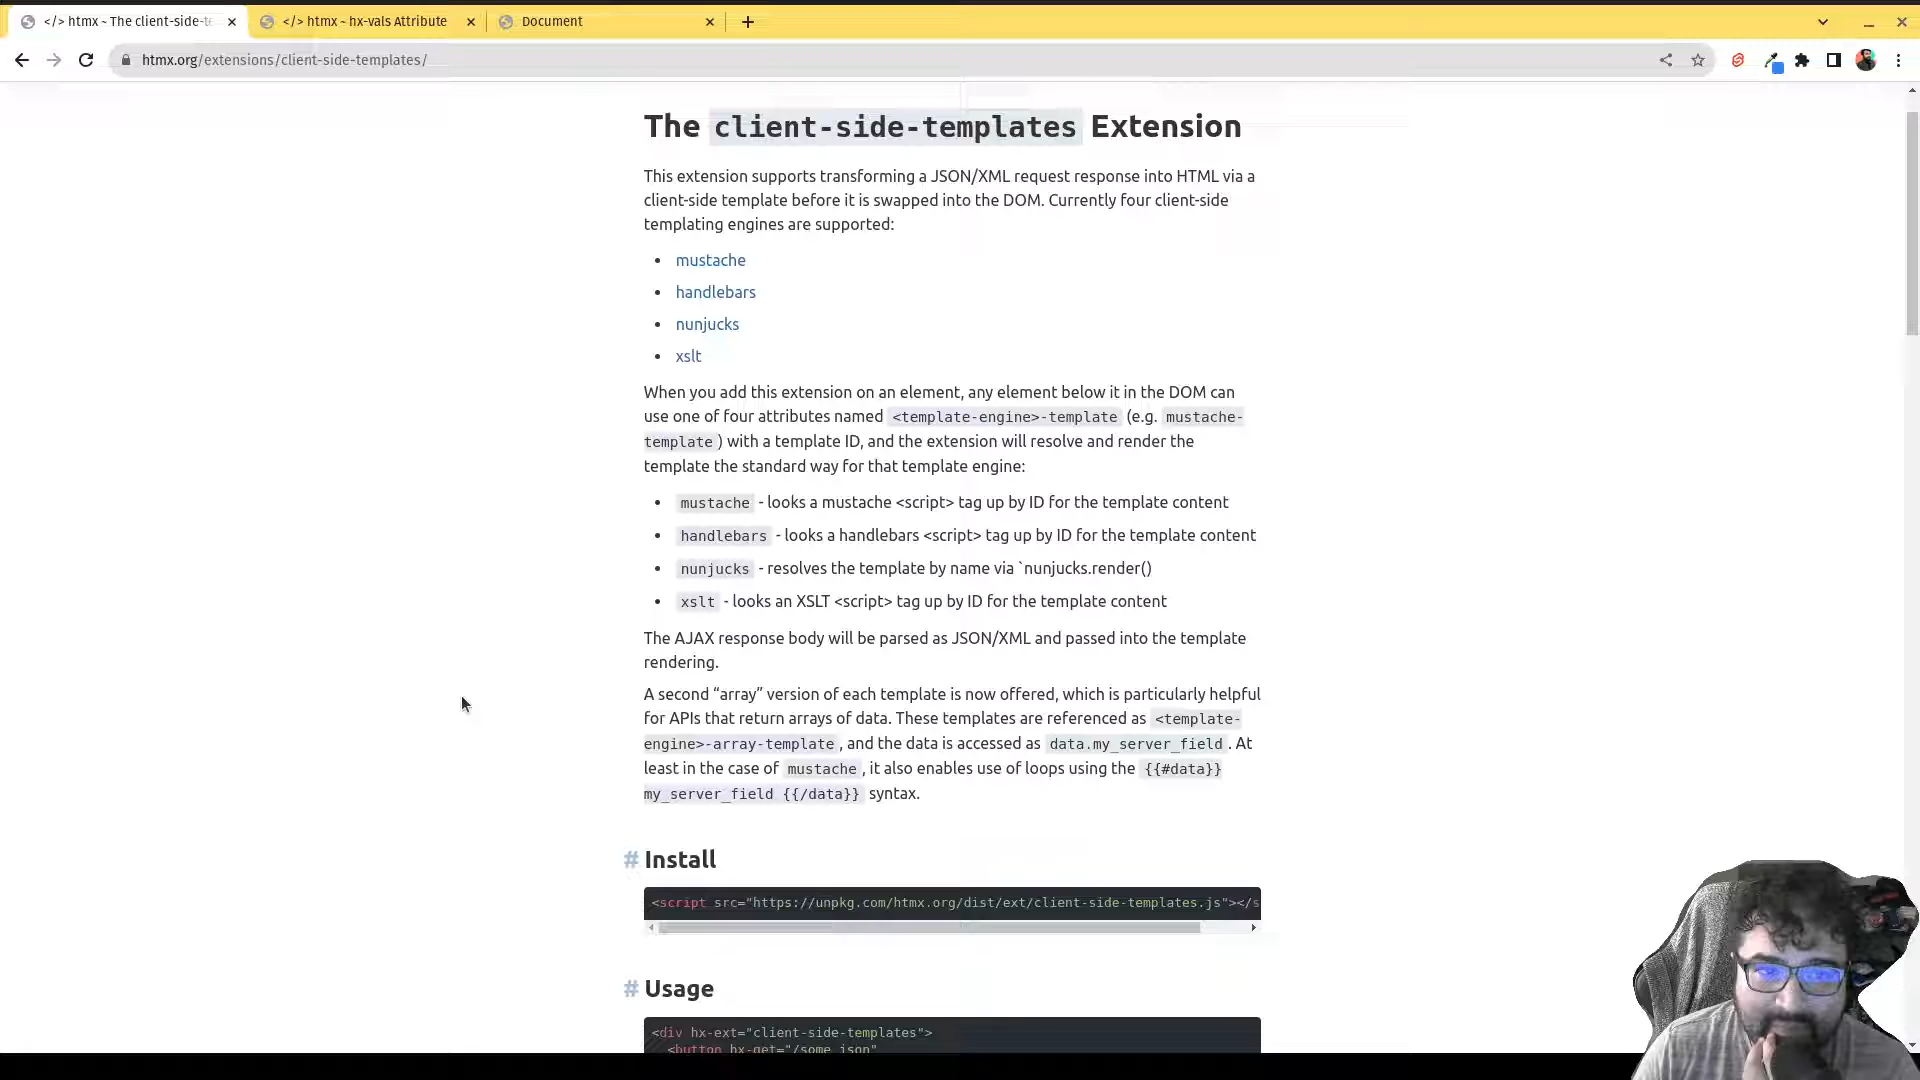 </> htmx ~ The client-side-te
</> htmx ~ hx-vals Attribute
Document
htmx.org/extensions/client-side-templates/
The client-side-templates Extension
This extension supports transforming a JSON/XML request response into HTML via a
client-side template before it is swapped into the DOM. Currently four client-side
templating engines are supported:
• mustache
• handlebars
• nunjucks
• xslt
When you add this extension on an element, any element below it in the DOM can
use one of four attributes named <template-engine>-template (e.g. mustache-
template) with a template ID, and the extension will resolve and render the
template the standard way for that template engine:
• mustache - looks a mustache <script> tag up by ID for the template content
• handlebars - looks a handlebars <script> tag up by ID for the template content
• nunjucks - resolves the template by name via `nunjucks.render()
• xslt - looks an XSLT <script> tag up by ID for the template content
The AJAX response body will be parsed as JSON/XML and passed into the template
rendering.
A second “array” version of each template is now offered, which is particularly helpful
for APIs that return arrays of data. These templates are referenced as <template-
engine>-array-template, and the data is accessed as data.my_server_field. At
least in the case of mustache, it also enables use of loops using the {{#data}}
my_server_field {{/data}} syntax.
# Install
<script src="https://unpkg.com/htmx.org/dist/ext/client-side-templates.js"></s
# Usage
<div hx-ext="client-side-templates">
<button hx-get="/some_json"